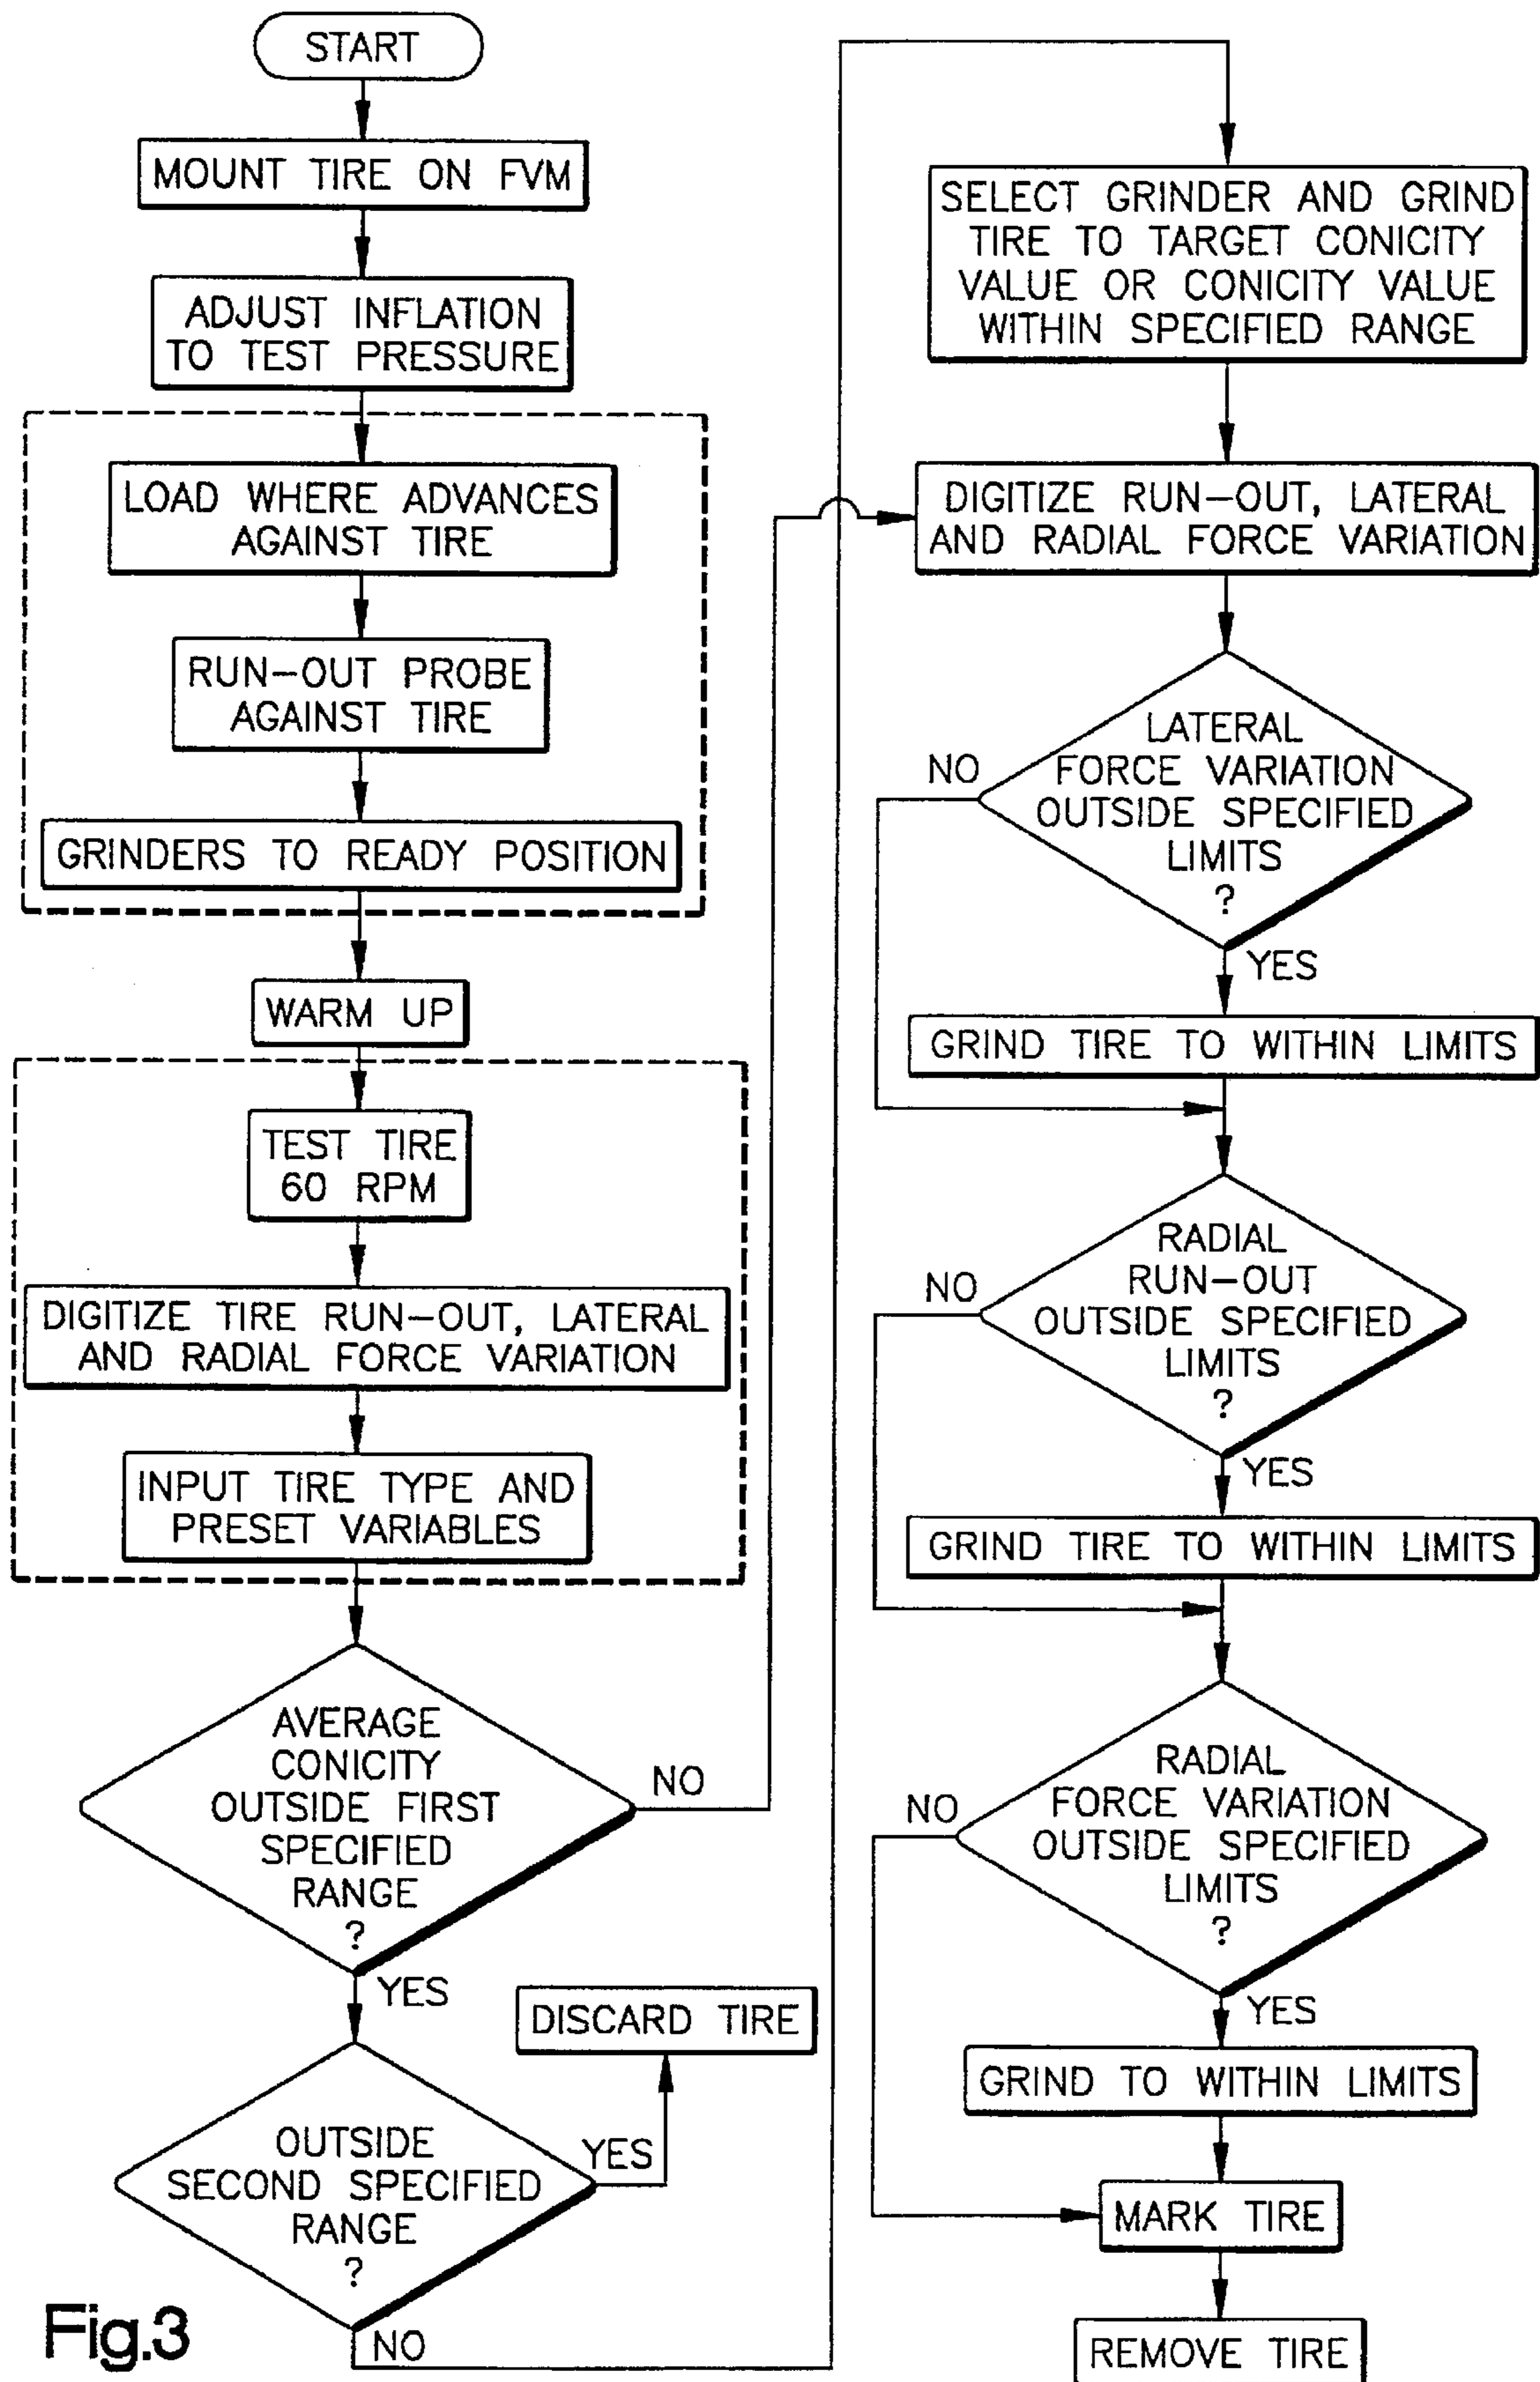 START
MOUNT TIRE ON FVM
ADJUST INFLATION
TO TEST PRESSURE
LOAD WHERE ADVANCES
AGAINST TIRE
RUN-OUT PROBE
AGAINST TIRE
GRINDERS TO READY POSITION
WARM UP
TEST TIRE
60 RPM
DIGITIZE TIRE RUN-OUT, LATERAL
AND RADIAL FORCE VARIATION
INPUT TIRE TYPE AND
PRESET VARIABLES
AVERAGE
CONICITY
OUTSIDE FIRST
SPECIFIED
RANGE
?
NO
YES
DISCARD TIRE
OUTSIDE
SECOND SPECIFIED
RANGE
?
YES
NO
Fig.3
SELECT GRINDER AND GRIND
TIRE TO TARGET CONICITY
VALUE OR CONICITY VALUE
WITHIN SPECIFIED RANGE
DIGITIZE RUN-OUT, LATERAL
AND RADIAL FORCE VARIATION
LATERAL
FORCE VARIATION
OUTSIDE SPECIFIED
LIMITS
?
NO
YES
GRIND TIRE TO WITHIN LIMITS
RADIAL
RUN-OUT
OUTSIDE SPECIFIED
LIMITS
?
NO
YES
GRIND TIRE TO WITHIN LIMITS
RADIAL
FORCE VARIATION
OUTSIDE SPECIFIED
LIMITS
?
NO
YES
GRIND TO WITHIN LIMITS
MARK TIRE
REMOVE TIRE